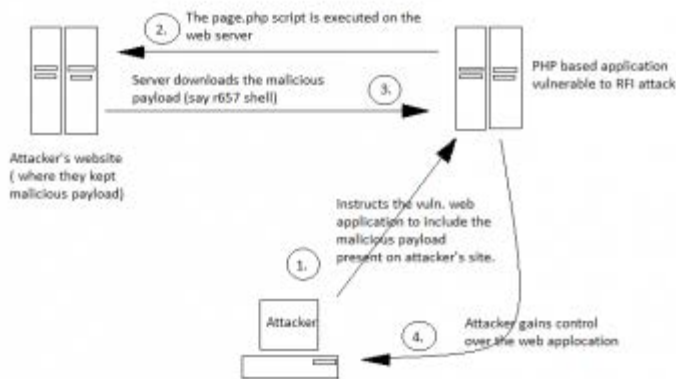 2.
The page.php script is executed on the
web server
Server downloads the malicious
payload (say r657 shell)
3.
PHP based application
vulnerable to RFI attack
Attacker's website
( where they kept
malicious payload)
Instructs the vuln. web
application to include the
malicious payload
present on attacker's site.
1.
Attacker
4.
Attacker gains control
over the web applocation